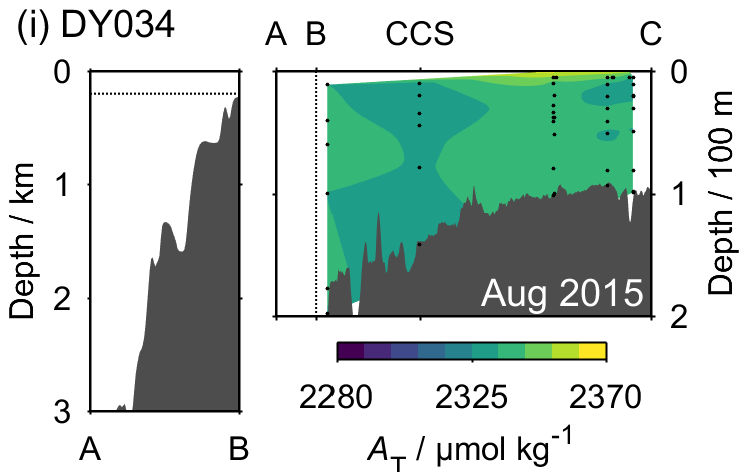 (i) DY034
A B CCS C
0
1
2
3
Depth / km
A B
0
1
2
Depth / 100 m
Aug 2015
2280 2325 2370
A_T / µmol kg⁻¹